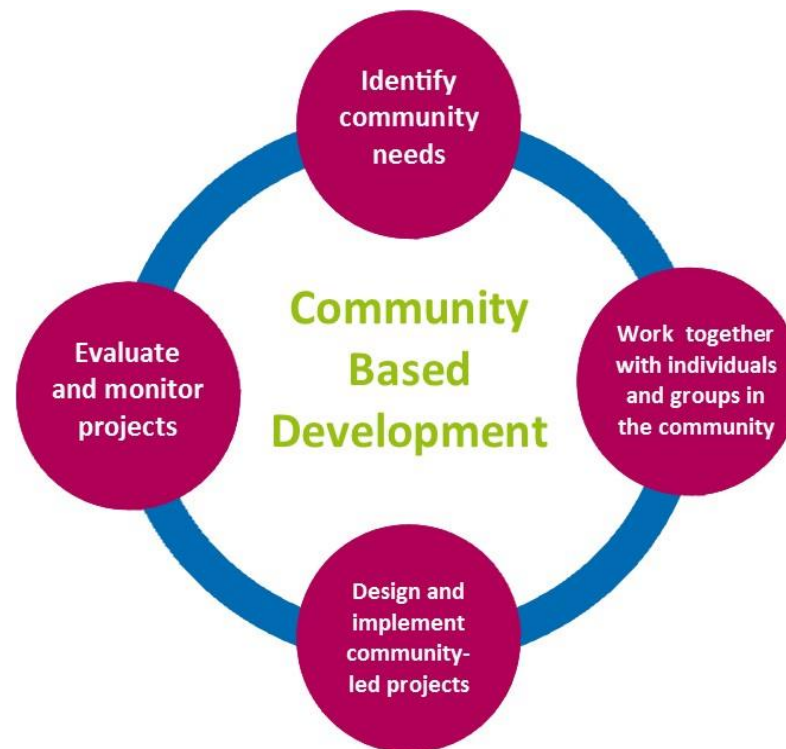 Identify
community
needs
Community
Based
Development
Work together
with individuals
and groups in
the community
Design and
implement
community-
led projects
Evaluate
and monitor
projects